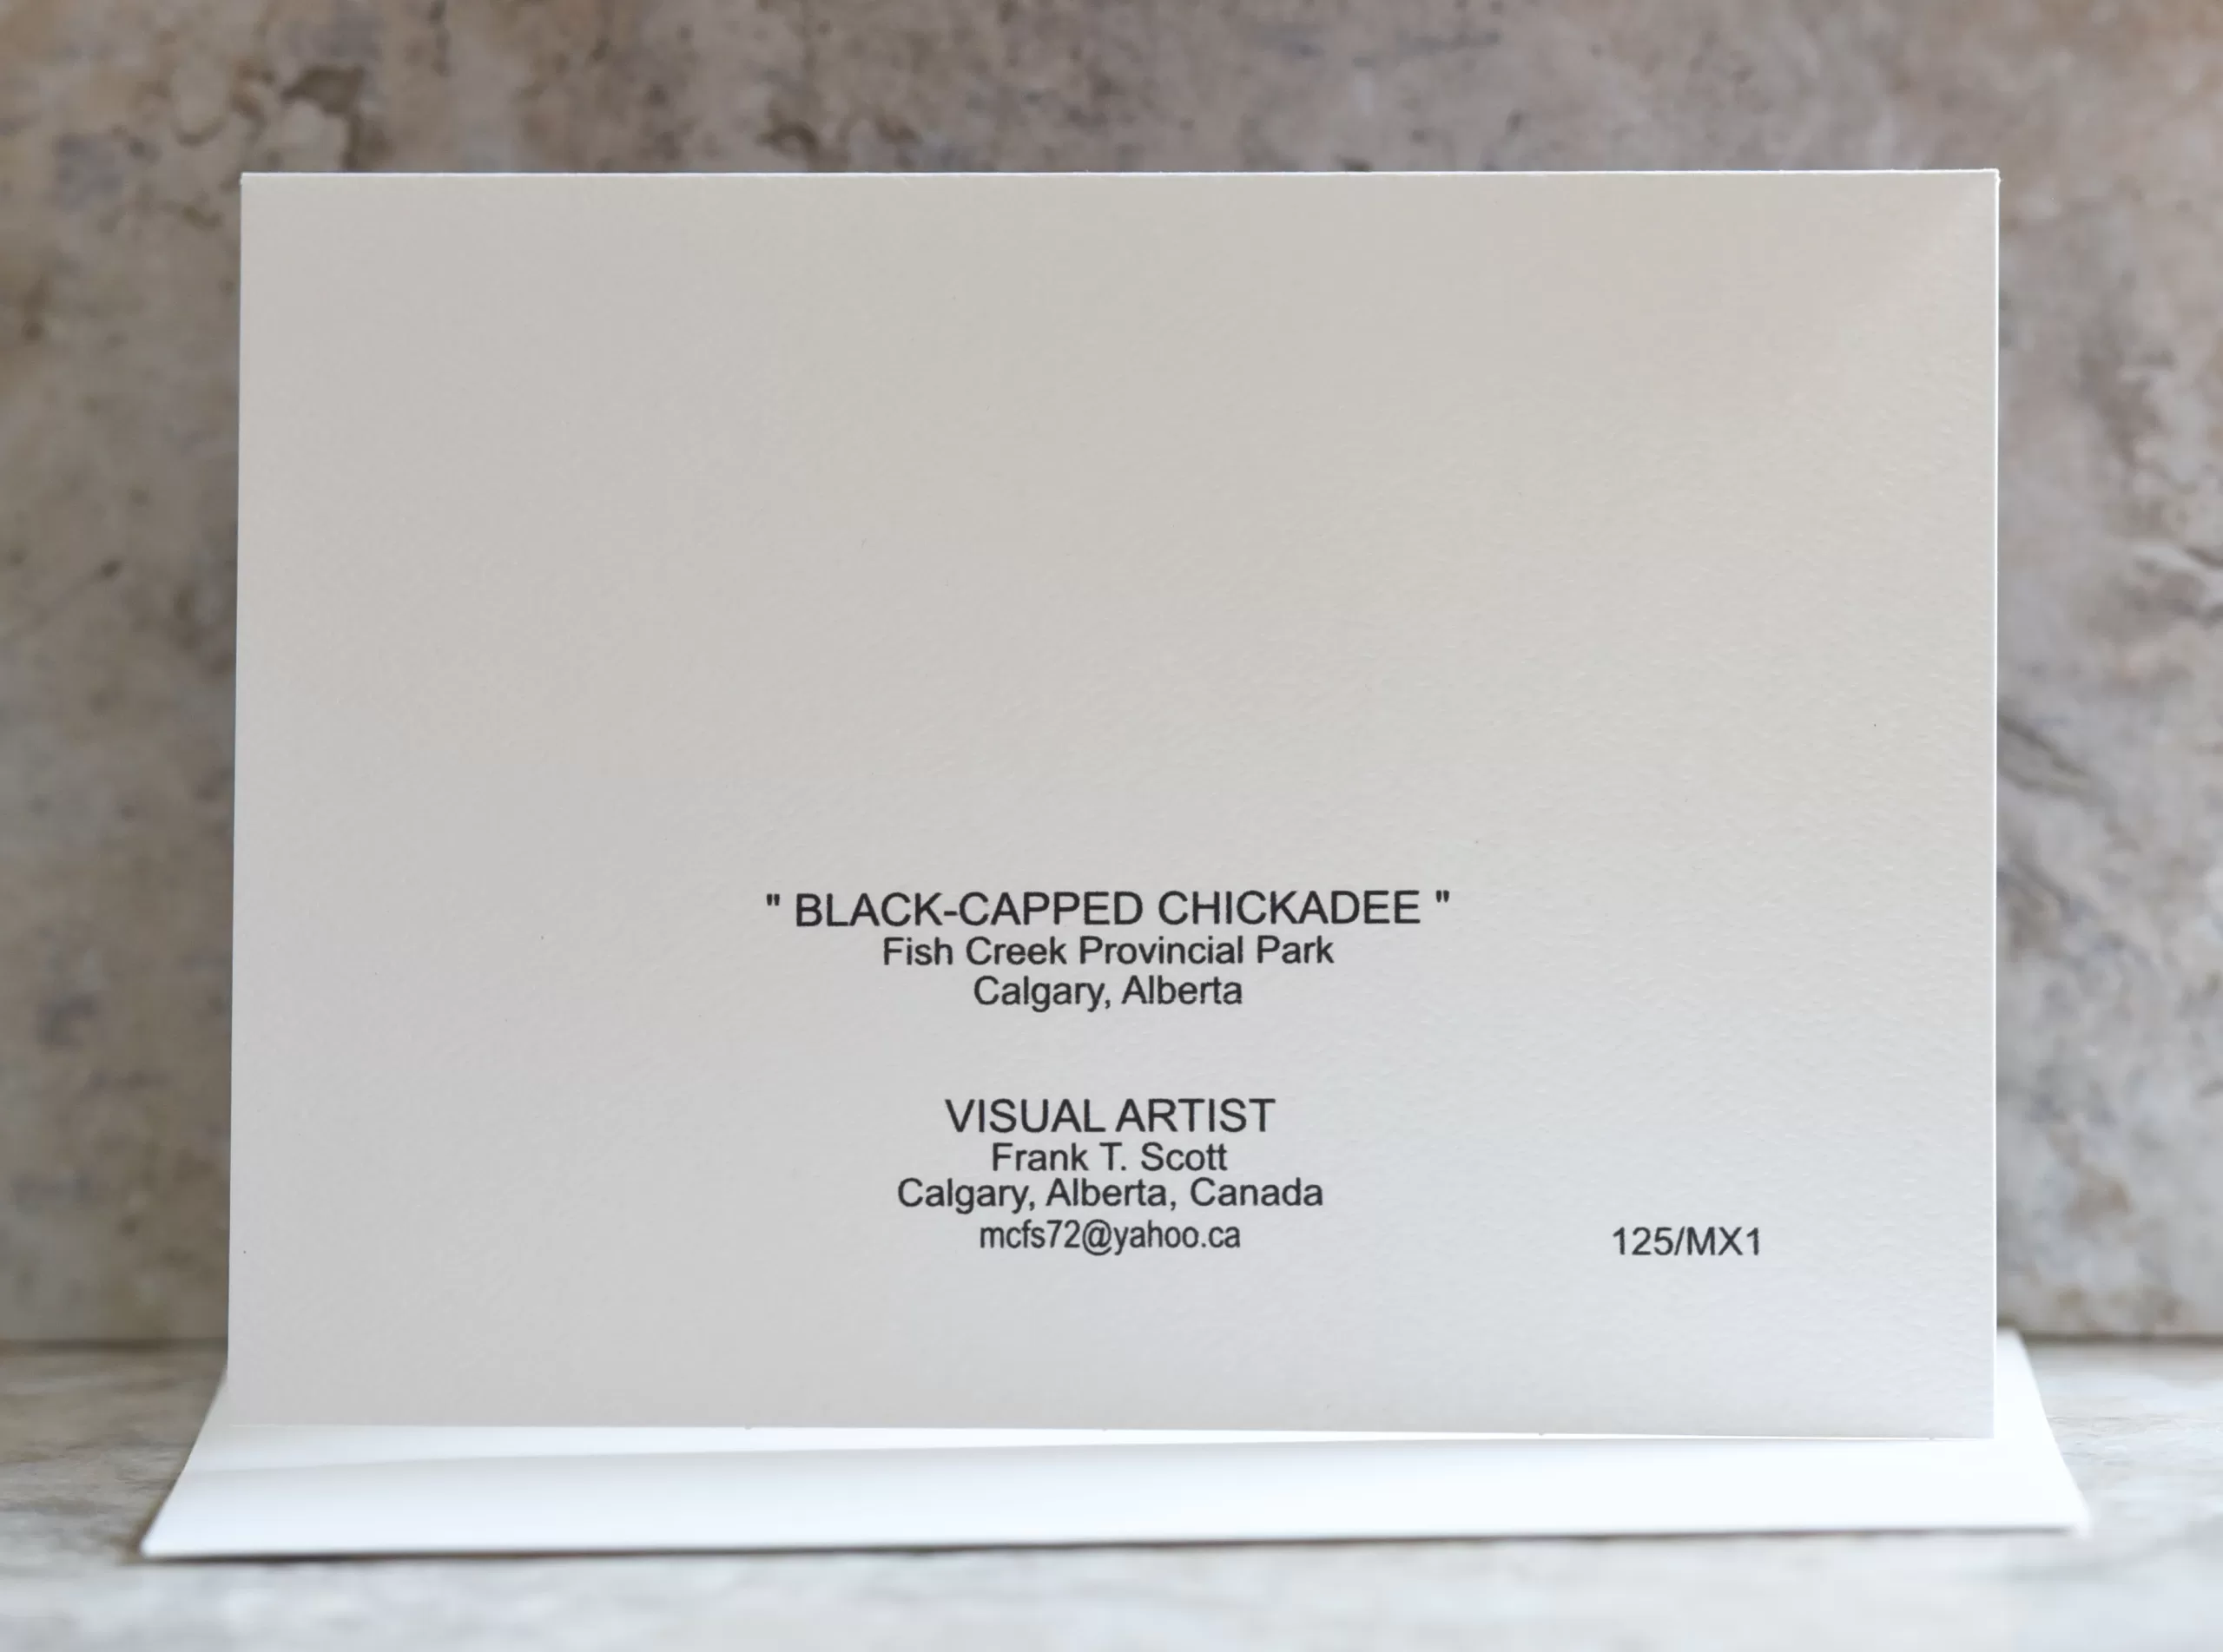 " BLACK-CAPPED CHICKADEE "
Fish Creek Provincial Park
Calgary, Alberta
VISUAL ARTIST
Frank T. Scott
Calgary, Alberta, Canada
mcfs72@yahoo.ca
125/MX1